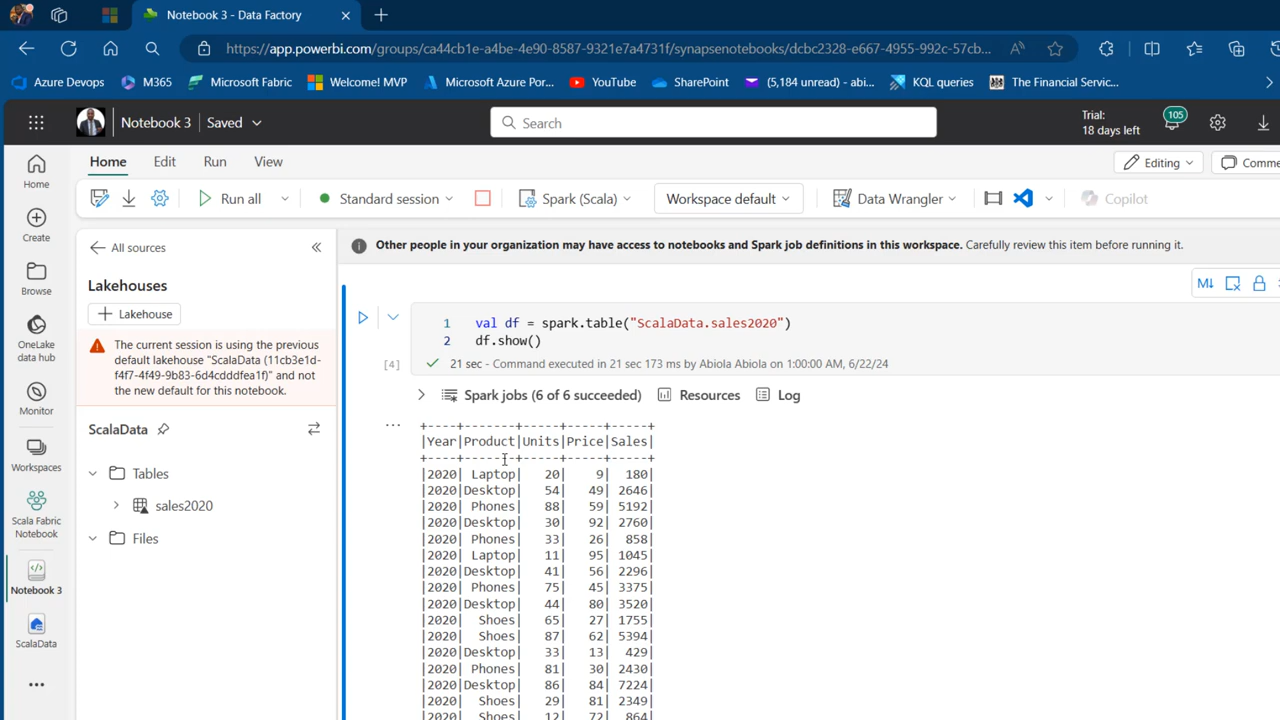 Notebook 3 - Data Factory
https://app.powerbi.com/groups/ca44cb1e-a4be-4e90-8587-9321e7a4731f/synapsenotebooks/dcbc2328-e667-4955-992c-57cb...
Azure Devops M365 Microsoft Fabric Welcome! MVP Microsoft Azure Por... YouTube SharePoint (5,184 unread) - abi... KQL queries The Financial Servic...
Notebook 3 Saved Search Trial: 105
18 days left
Home Edit Run View Editing Comme
Run all Standard session Spark (Scala) Workspace default Data Wrangler Copilot
Home
Create
Browse
OneLake
data hub
Monitor
Workspaces
Scala Fabric
Notebook
Notebook 3
ScalaData
All sources
Lakehouses
Lakehouse
The current session is using the previous
default lakehouse "ScalaData (11cb3e1d-
f4f7-4f49-9b83-6d4cdddfea1f)" and not
the new default for this notebook.
ScalaData
Tables
sales2020
Files
Other people in your organization may have access to notebooks and Spark job definitions in this workspace. Carefully review this item before running it.
M↓
1 val df = spark.table("ScalaData.sales2020")
2 df.show()
[4] 21 sec - Command executed in 21 sec 173 ms by Abiola Abiola on 1:00:00 AM, 6/22/24
Spark jobs (6 of 6 succeeded) Resources Log
+----+-------+-----+-----+-----+
|Year|Product|Units|Price|Sales|
+----+-------+-----+-----+-----+
|2020| Laptop| 20| 9| 180|
|2020|Desktop| 54| 49| 2646|
|2020| Phones| 88| 59| 5192|
|2020|Desktop| 30| 92| 2760|
|2020| Phones| 33| 26| 858|
|2020| Laptop| 11| 95| 1045|
|2020|Desktop| 41| 56| 2296|
|2020| Phones| 75| 45| 3375|
|2020|Desktop| 44| 80| 3520|
|2020| Shoes| 65| 27| 1755|
|2020| Shoes| 87| 62| 5394|
|2020|Desktop| 33| 13| 429|
|2020| Phones| 81| 30| 2430|
|2020|Desktop| 86| 84| 7224|
|2020| Shoes| 29| 81| 2349|
|2020| Shoes| 12| 72| 864|